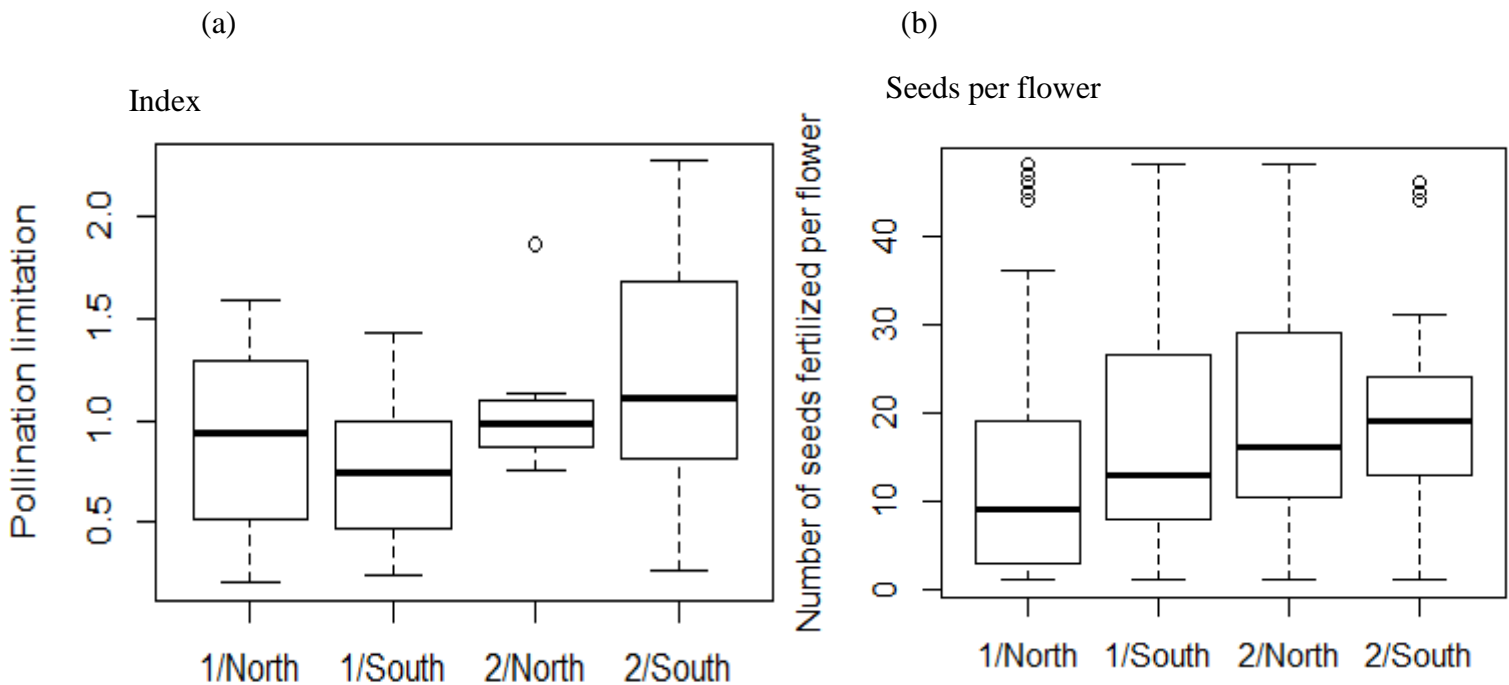 (a)
Index
Pollination limitation
2.0
1.5
1.0
0.5
1/North 1/South 2/North 2/South
(b)
Seeds per flower
Number of seeds fertilized per flower
40
30
20
10
0
1/North 1/South 2/North 2/South